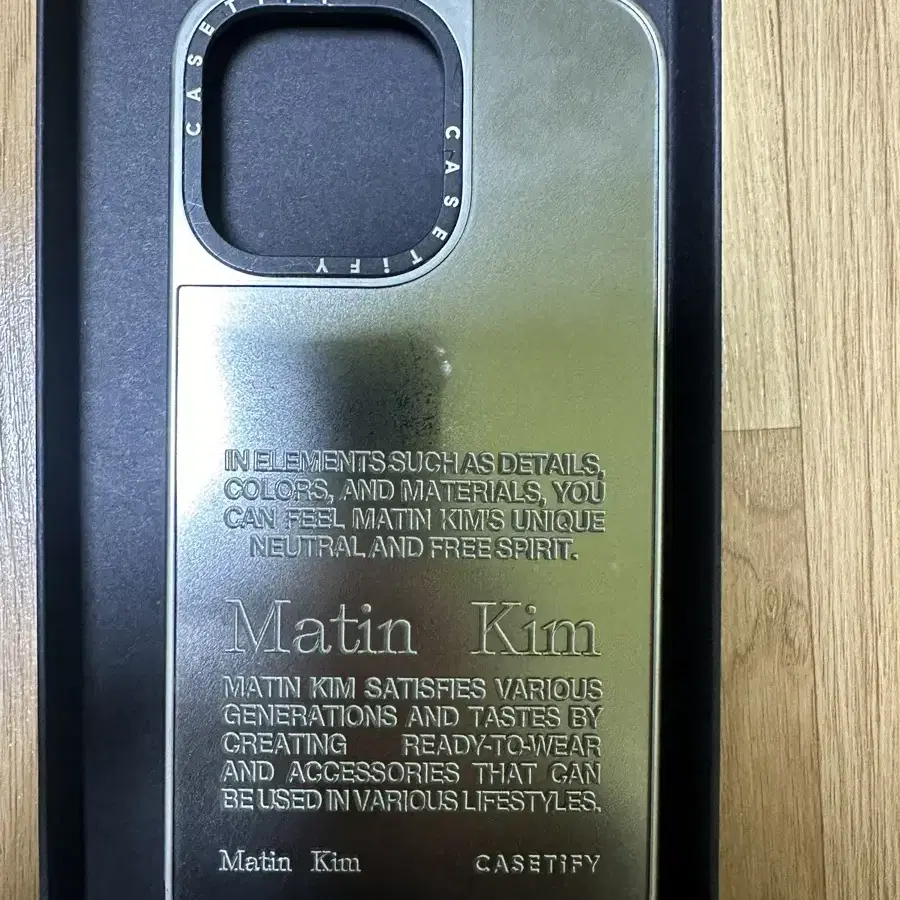 CASETiFY
CASETiFY
IN ELEMENTS SUCH AS DETAILS,
COLORS, AND MATERIALS, YOU
CAN FEEL MATIN KIM'S UNIQUE
NEUTRAL AND FREE SPIRIT.
Matin Kim
MATIN KIM SATISFIES VARIOUS
GENERATIONS AND TASTES BY
CREATING READY-TO-WEAR
AND ACCESSORIES THAT CAN
BE USED IN VARIOUS LIFESTYLES.
Matin Kim CASETiFY